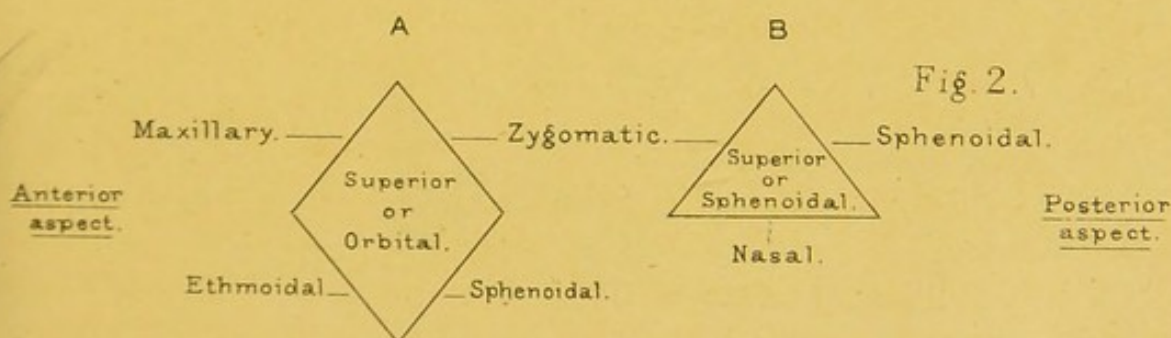 A
B
Fig. 2.
Maxillary.
Zygomatic.
Sphenoidal.
Anterior
aspect.
Superior
or
Orbital.
Superior
or
Sphenoidal.
Posterior
aspect.
Nasal.
Ethmoidal
Sphenoidal.